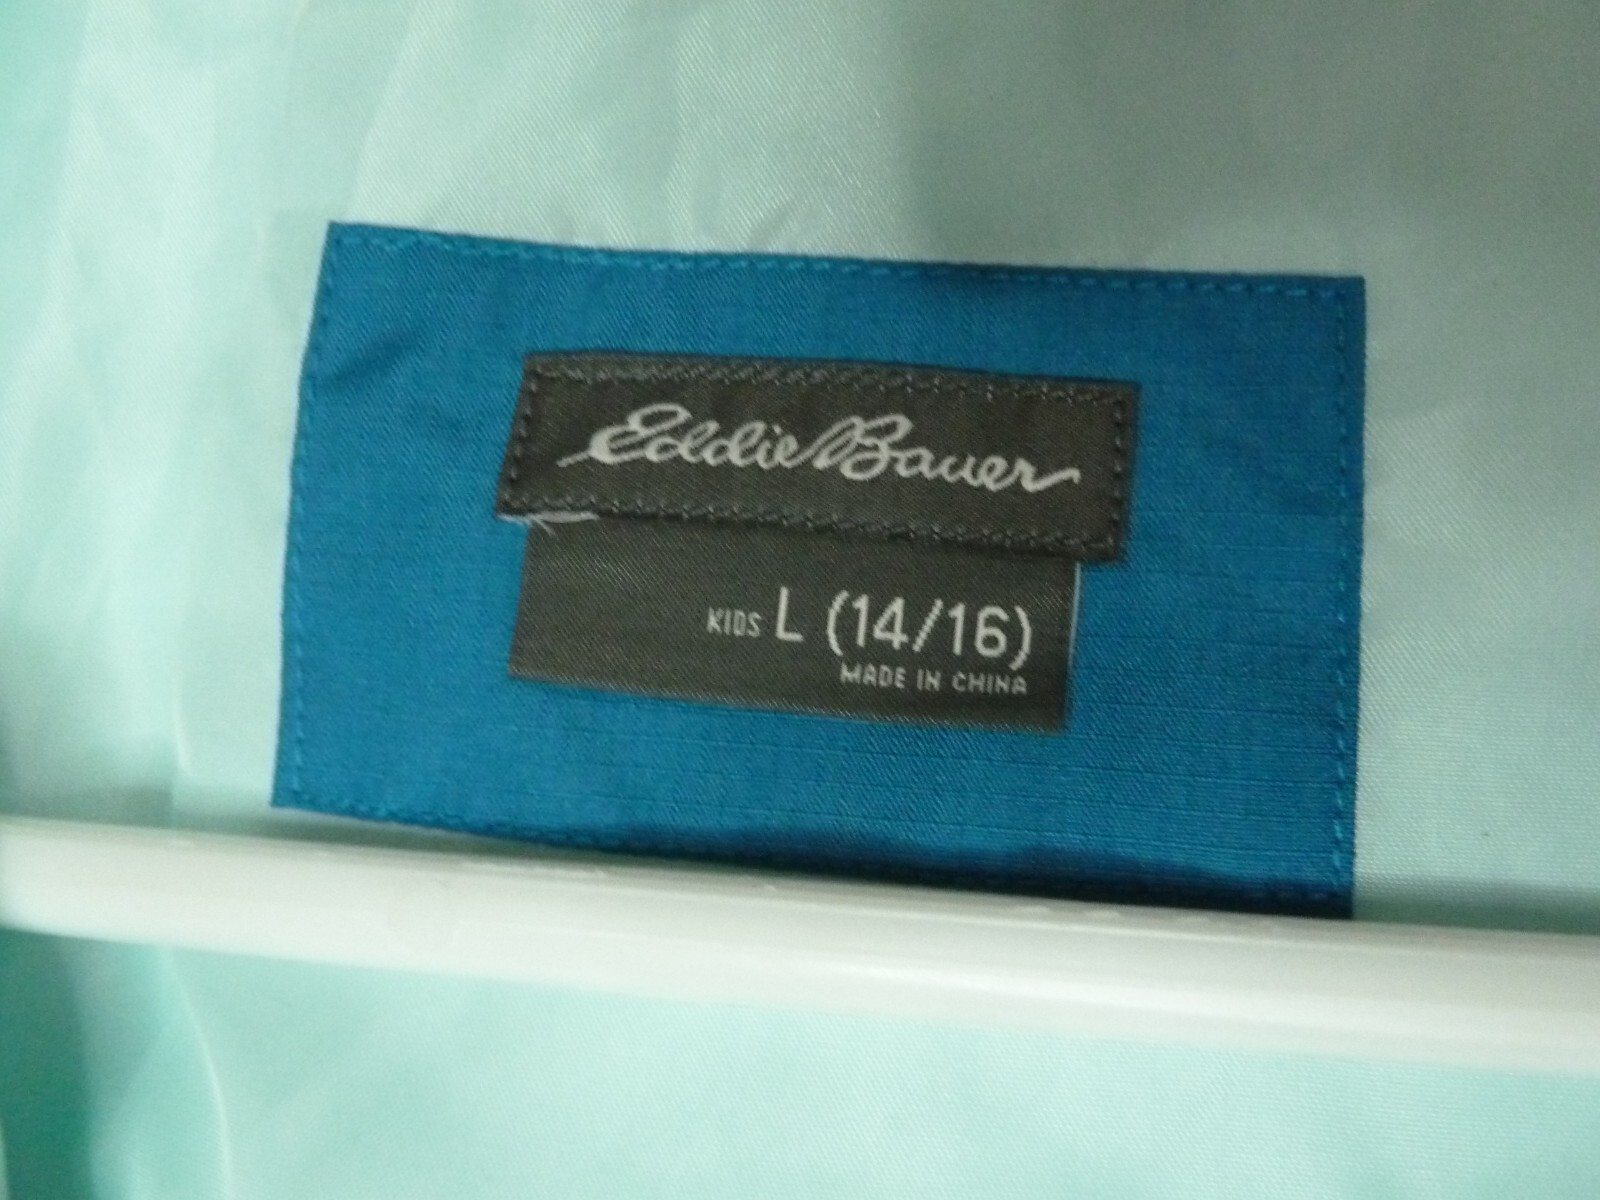 Eddie Bauer
KIDS L (14/16)
MADE IN CHINA